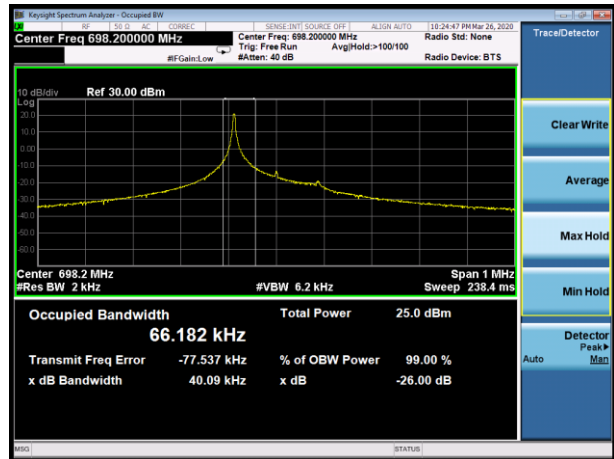 Keysight Spectrum Analyzer - Occupied BW
RF 50 Ω AC CORREC SENSE:INT SOURCE OFF ALIGN AUTO 10:24:47 PM Mar 26, 2020
Center Freq 698.200000 MHz
Center Freq: 698.200000 MHz
Radio Std: None
Trig: Free Run Avg|Hold:>100/100
#IFGain:Low #Atten: 40 dB Radio Device: BTS
10 dB/div Ref 30.00 dBm
Log
20.0
10.0
0.00
-10.0
-20.0
-30.0
-40.0
-50.0
-60.0
Center 698.2 MHz Span 1 MHz
#Res BW 2 kHz #VBW 6.2 kHz Sweep 238.4 ms
Occupied Bandwidth Total Power 25.0 dBm
66.182 kHz
Transmit Freq Error -77.537 kHz % of OBW Power 99.00 %
x dB Bandwidth 40.09 kHz x dB -26.00 dB
MSG STATUS
Trace/Detector
Clear Write
Average
Max Hold
Min Hold
Detector
Peak▶
Auto Man